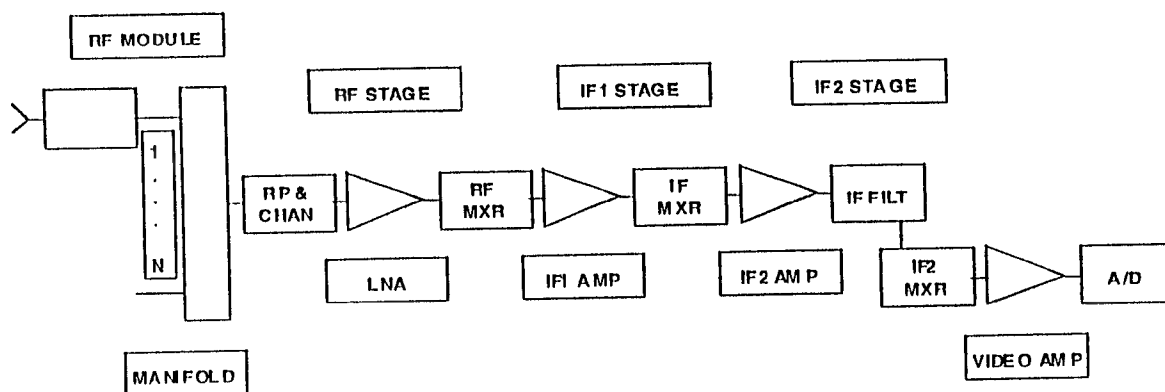 RF MODULE
RF STAGE
IF1 STAGE
IF2 STAGE
1
N
RP &
CHAN
RF
MXR
IF
MXR
IF FILT
LNA
IF1 AMP
IF2 AMP
IF2
MXR
A/D
MANIFOLD
VIDEO AMP